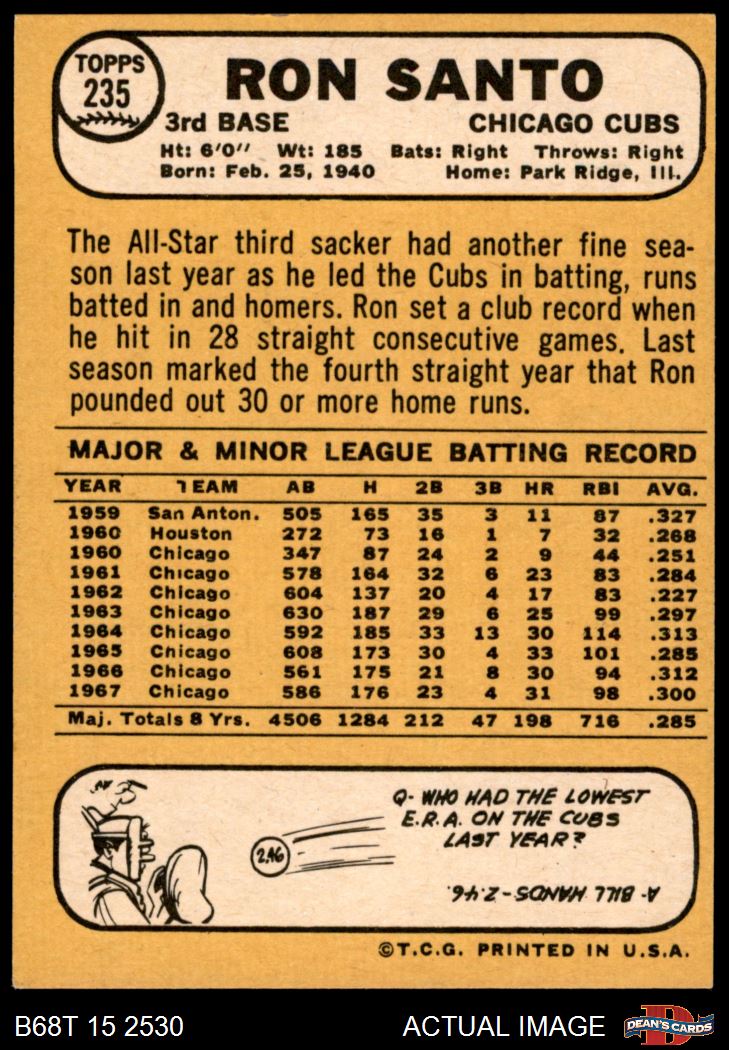 TOPPS
235
RON SANTO
3rd BASE CHICAGO CUBS
Ht: 6'0'' Wt: 185 Bats: Right Throws: Right
Born: Feb. 25, 1940 Home: Park Ridge, Ill.
The All-Star third sacker had another fine sea-
son last year as he led the Cubs in batting, runs
batted in and homers. Ron set a club record when
he hit in 28 straight consecutive games. Last
season marked the fourth straight year that Ron
pounded out 30 or more home runs.
MAJOR & MINOR LEAGUE BATTING RECORD
YEAR TEAM AB H 2B 3B HR RBI AVG.
1959 San Anton. 505 165 35 3 11 87 .327
1960 Houston 272 73 16 1 7 32 .268
1960 Chicago 347 87 24 2 9 44 .251
1961 Chicago 578 164 32 6 23 83 .284
1962 Chicago 604 137 20 4 17 83 .227
1963 Chicago 630 187 29 6 25 99 .297
1964 Chicago 592 185 33 13 30 114 .313
1965 Chicago 608 173 30 4 33 101 .285
1966 Chicago 561 175 21 8 30 94 .312
1967 Chicago 586 176 23 4 31 98 .300
Maj. Totals 8 Yrs. 4506 1284 212 47 198 716 .285
Q- WHO HAD THE LOWEST
E.R.A. ON THE CUBS
LAST YEAR?
2.46
A- BILL HANDS-2.46.
©T.C.G. PRINTED IN U.S.A.
B68T 15 2530 ACTUAL IMAGE
DEAN'S CARDS